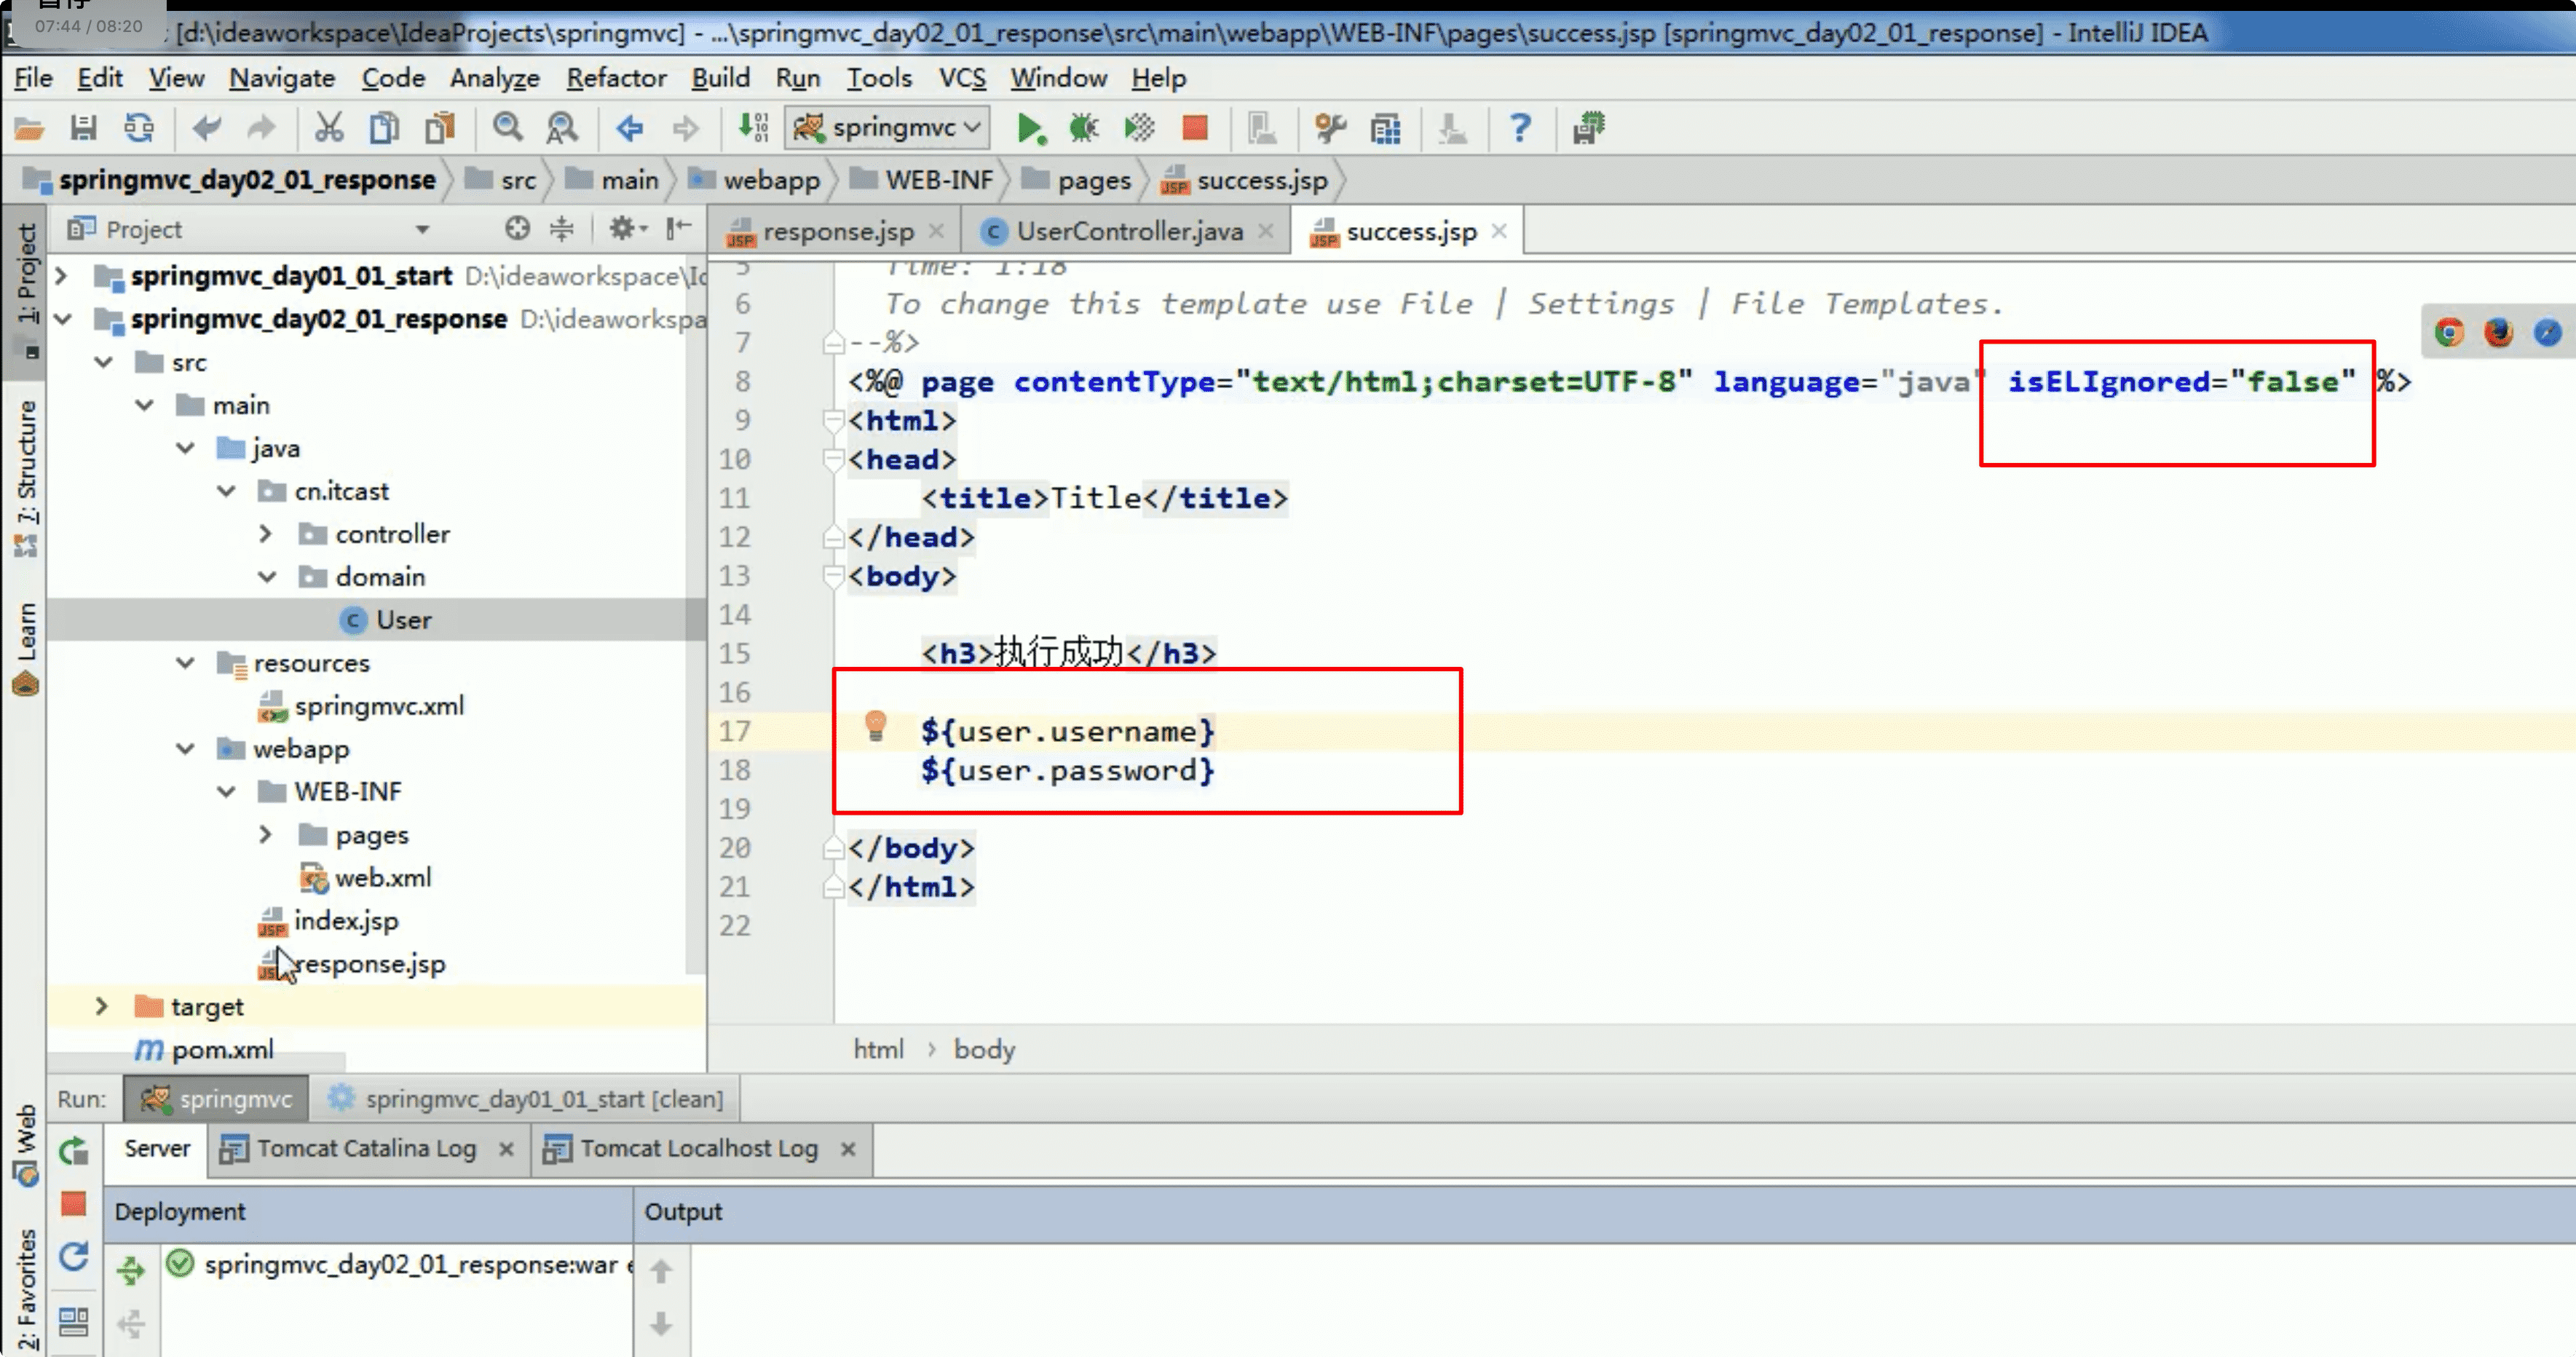 07:44 / 08:20
[d:\ideaworkspace\IdeaProjects\springmvc] - ...\springmvc_day02_01_response\src\main\webapp\WEB-INF\pages\success.jsp [springmvc_day02_01_response] - IntelliJ IDEA
File Edit View Navigate Code Analyze Refactor Build Run Tools VCS Window Help
springmvc
springmvc_day02_01_response src main webapp WEB-INF pages success.jsp
1: Project
7: Structure
Learn
Web
2: Favorites
Project
springmvc_day01_01_start D:\ideaworkspace\Id
springmvc_day02_01_response D:\ideaworkspa
src
main
java
cn.itcast
controller
domain
User
resources
springmvc.xml
webapp
WEB-INF
pages
web.xml
index.jsp
response.jsp
target
pom.xml
response.jsp UserController.java success.jsp
5 Time: 1:18
6 To change this template use File | Settings | File Templates.
7 --%>
8 <%@ page contentType="text/html;charset=UTF-8" language="java" isELIgnored="false" %>
9 <html>
10 <head>
11 <title>Title</title>
12 </head>
13 <body>
14
15 <h3>执行成功</h3>
16
17 ${user.username}
18 ${user.password}
19
20 </body>
21 </html>
22
html › body
Run: springmvc springmvc_day01_01_start [clean]
Server Tomcat Catalina Log Tomcat Localhost Log
Deployment Output
springmvc_day02_01_response:war e